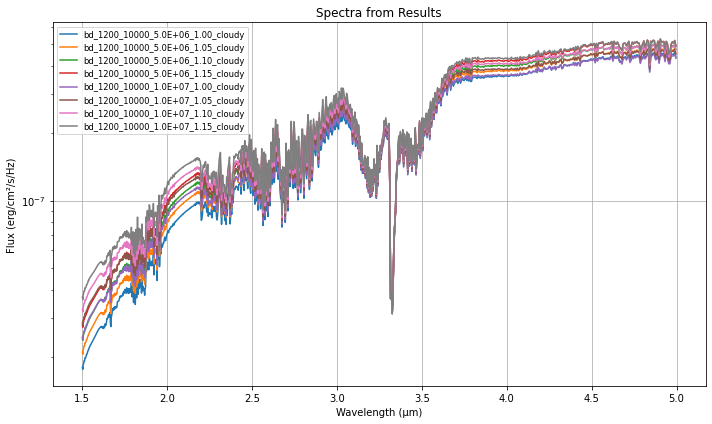 Spectra from Results
bd_1200_10000_5.0E+06_1.00_cloudy
bd_1200_10000_5.0E+06_1.05_cloudy
bd_1200_10000_5.0E+06_1.10_cloudy
bd_1200_10000_5.0E+06_1.15_cloudy
bd_1200_10000_1.0E+07_1.00_cloudy
bd_1200_10000_1.0E+07_1.05_cloudy
bd_1200_10000_1.0E+07_1.10_cloudy
bd_1200_10000_1.0E+07_1.15_cloudy
Flux (erg/cm²/s/Hz)
10⁻⁷
1.5 2.0 2.5 3.0 3.5 4.0 4.5 5.0
Wavelength (μm)